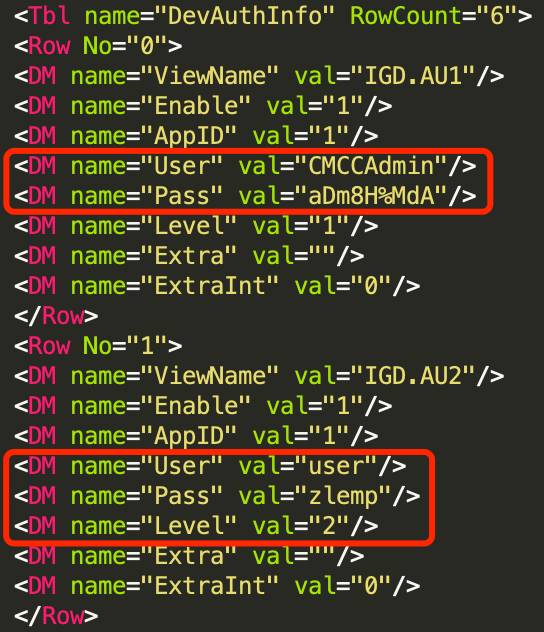 <Tbl name="DevAuthInfo" RowCount="6">
<Row No="0">
<DM name="ViewName" val="IGD.AU1"/>
<DM name="Enable" val="1"/>
<DM name="AppID" val="1"/>
<DM name="User" val="CMCCAdmin"/>
<DM name="Pass" val="aDm8H%MdA"/>
<DM name="Level" val="1"/>
<DM name="Extra" val=""/>
<DM name="ExtraInt" val="0"/>
</Row>
<Row No="1">
<DM name="ViewName" val="IGD.AU2"/>
<DM name="Enable" val="1"/>
<DM name="AppID" val="1"/>
<DM name="User" val="user"/>
<DM name="Pass" val="zlemp"/>
<DM name="Level" val="2"/>
<DM name="Extra" val=""/>
<DM name="ExtraInt" val="0"/>
</Row>